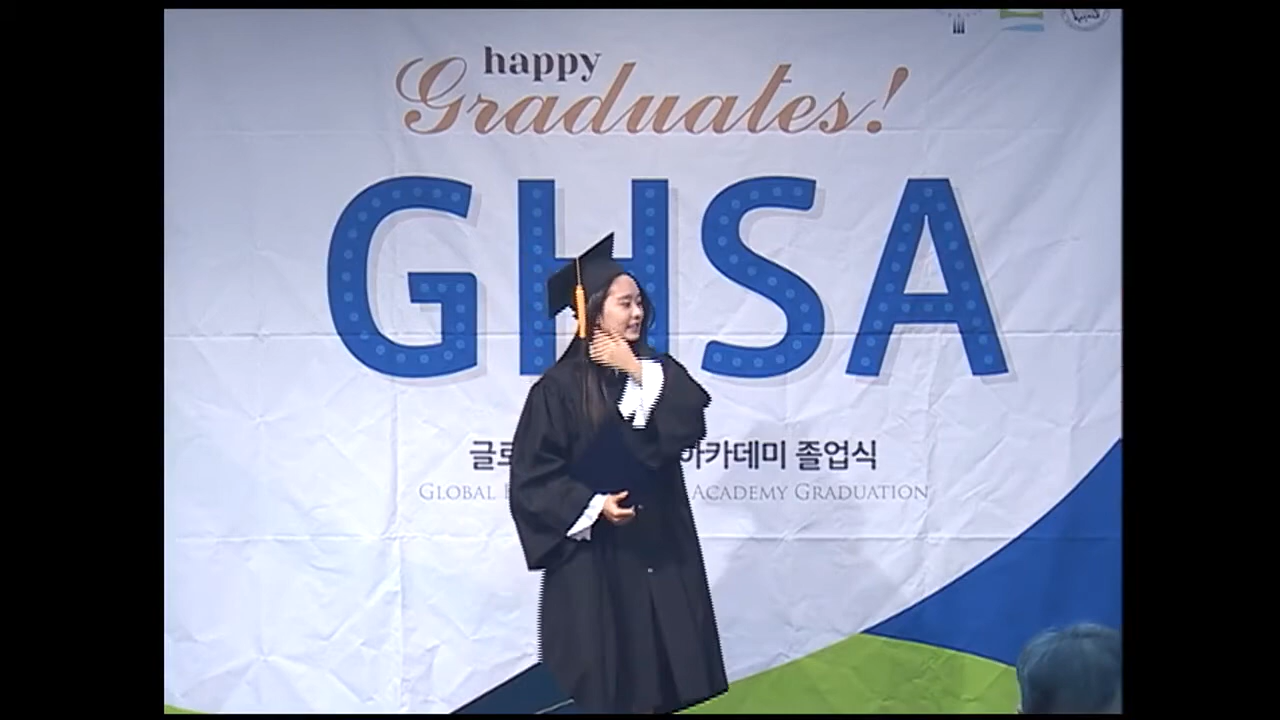 happy
Graduates!
GHSA
글로 아카데미 졸업식
GLOBAL ACADEMY GRADUATION